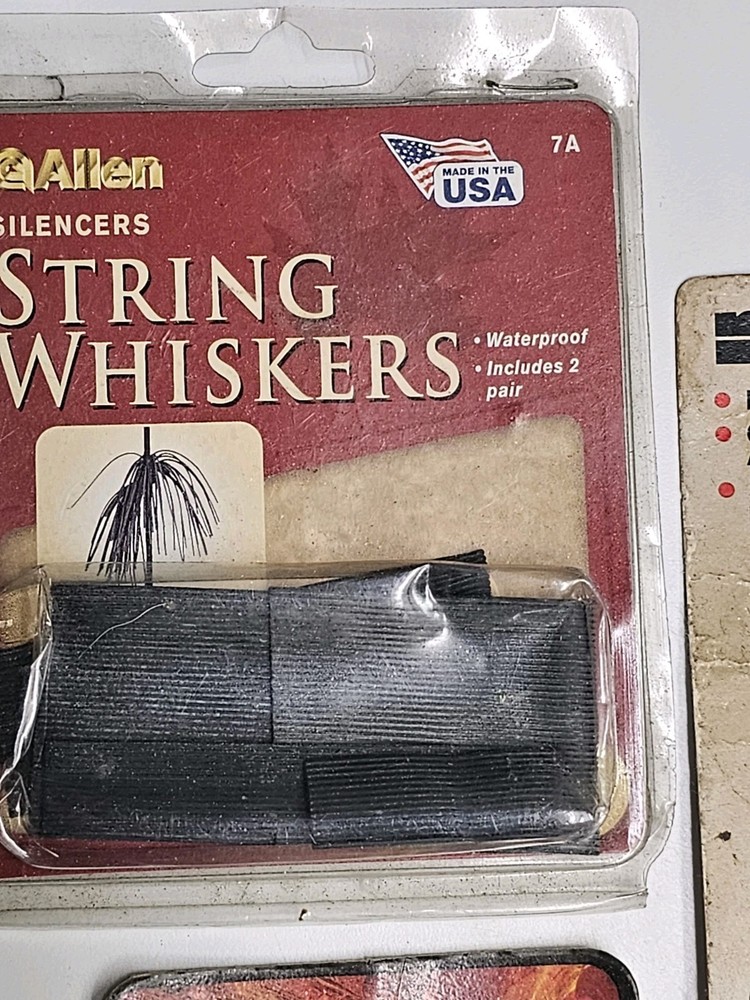 Allen
MADE IN THE
USA
7A
SILENCERS
STRING
WHISKERS
• Waterproof
• Includes 2
pair